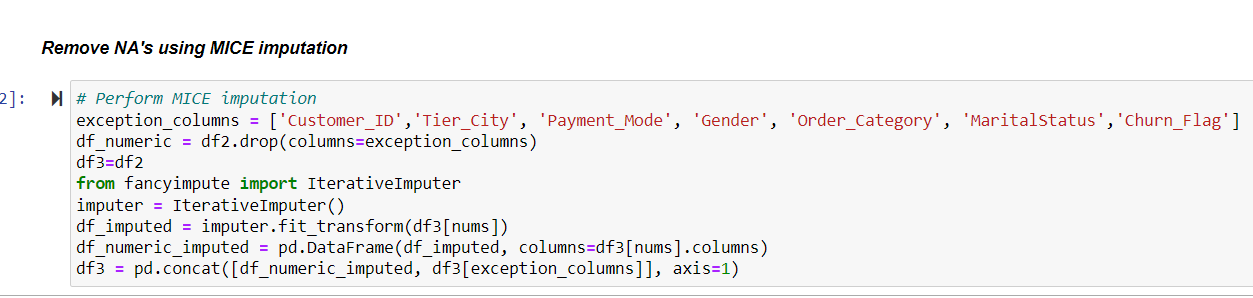 Remove NA's using MICE imputation
2]:
# Perform MICE imputation
exception_columns = ['Customer_ID','Tier_City', 'Payment_Mode', 'Gender', 'Order_Category', 'MaritalStatus','Churn_Flag']
df_numeric = df2.drop(columns=exception_columns)
df3=df2
from fancyimpute import IterativeImputer
imputer = IterativeImputer()
df_imputed = imputer.fit_transform(df3[nums])
df_numeric_imputed = pd.DataFrame(df_imputed, columns=df3[nums].columns)
df3 = pd.concat([df_numeric_imputed, df3[exception_columns]], axis=1)